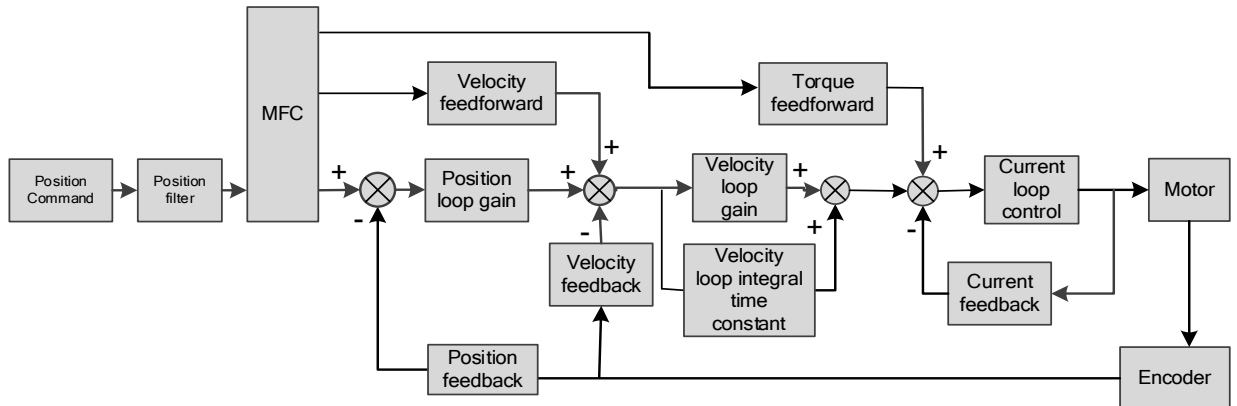 MFC
Velocity
feedforward
Torque
feedforward
+
+
Position
Command
Position
filter
+
-
Position
loop gain
+
-
Velocity
loop
gain
+
+
-
Current
loop
control
Motor
Velocity
feedback
Velocity
loop integral
time
constant
Current
feedback
Position
feedback
Encoder